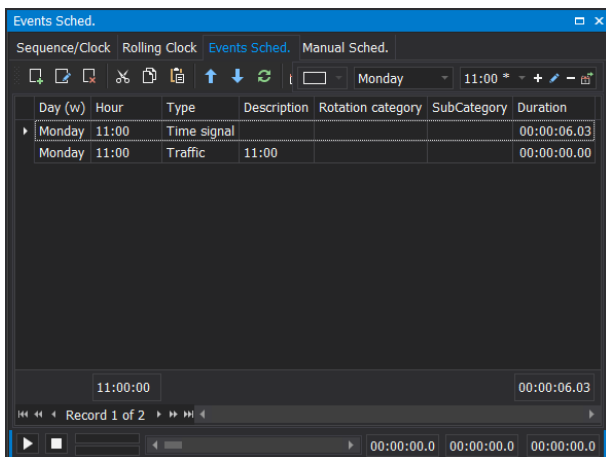 Events Sched.
Sequence/Clock Rolling Clock Events Sched. Manual Sched.
Monday 11:00 *
Day (w) Hour Type Description Rotation category SubCategory Duration
Monday 11:00 Time signal 00:00:06.03
Monday 11:00 Traffic 11:00 00:00:00.00
11:00:00 00:00:06.03
Record 1 of 2
00:00:00.0 00:00:00.0 00:00:00.0